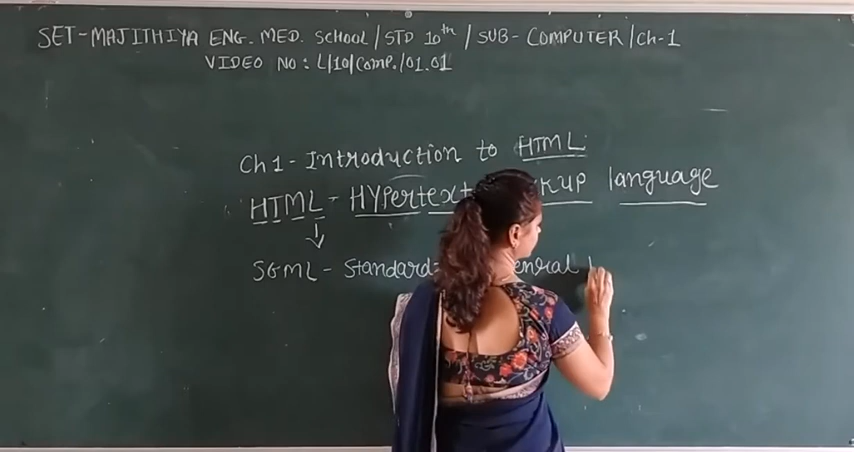 SET-MAJITHIYA ENG. MED. SCHOOL / STD 10th / SUB- COMPUTER / Ch-1
VIDEO NO: L/10/COMP./01.01
Ch1- Introduction to HTML:
HTML - HYPertext language
SGML - Standard